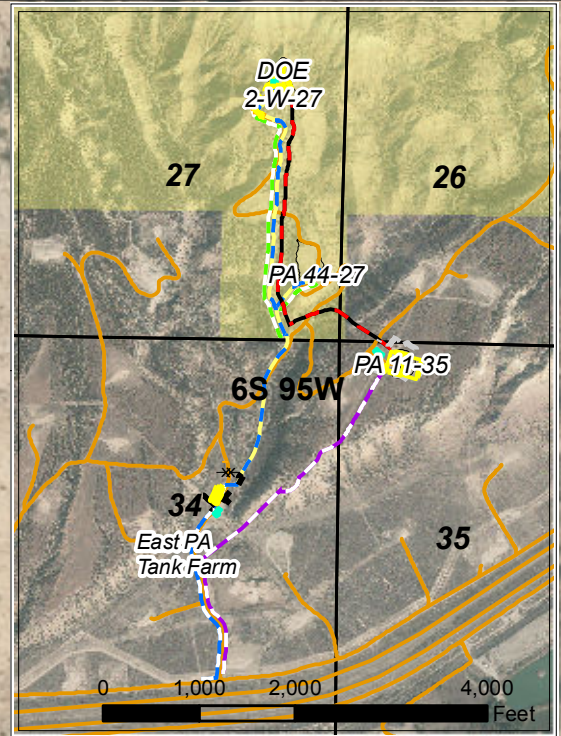 DOE
2-W-27
27
26
PA 44-27
PA 11-35
6S 95W
34
35
East PA
Tank Farm
0 1,000 2,000 4,000
Feet